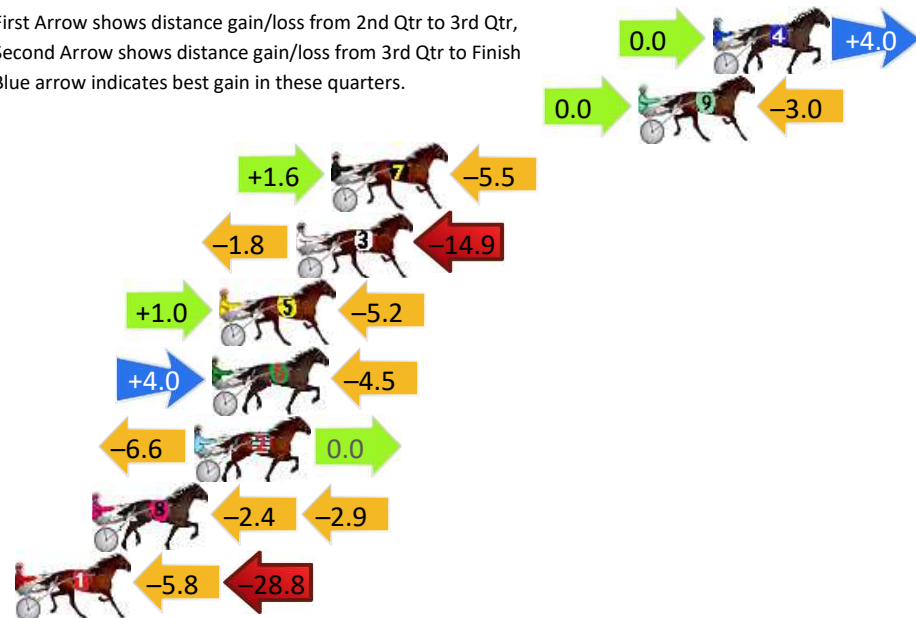 First Arrow shows distance gain/loss from 2nd Qtr to 3rd Qtr,
Second Arrow shows distance gain/loss from 3rd Qtr to Finish
Blue arrow indicates best gain in these quarters.
0.0 4 +4.0
0.0 9 –3.0
+1.6 7 –5.5
–1.8 3 –14.9
+1.0 5 –5.2
+4.0 6 –4.5
–6.6 2 0.0
8 –2.4 –2.9
1 –5.8 –28.8